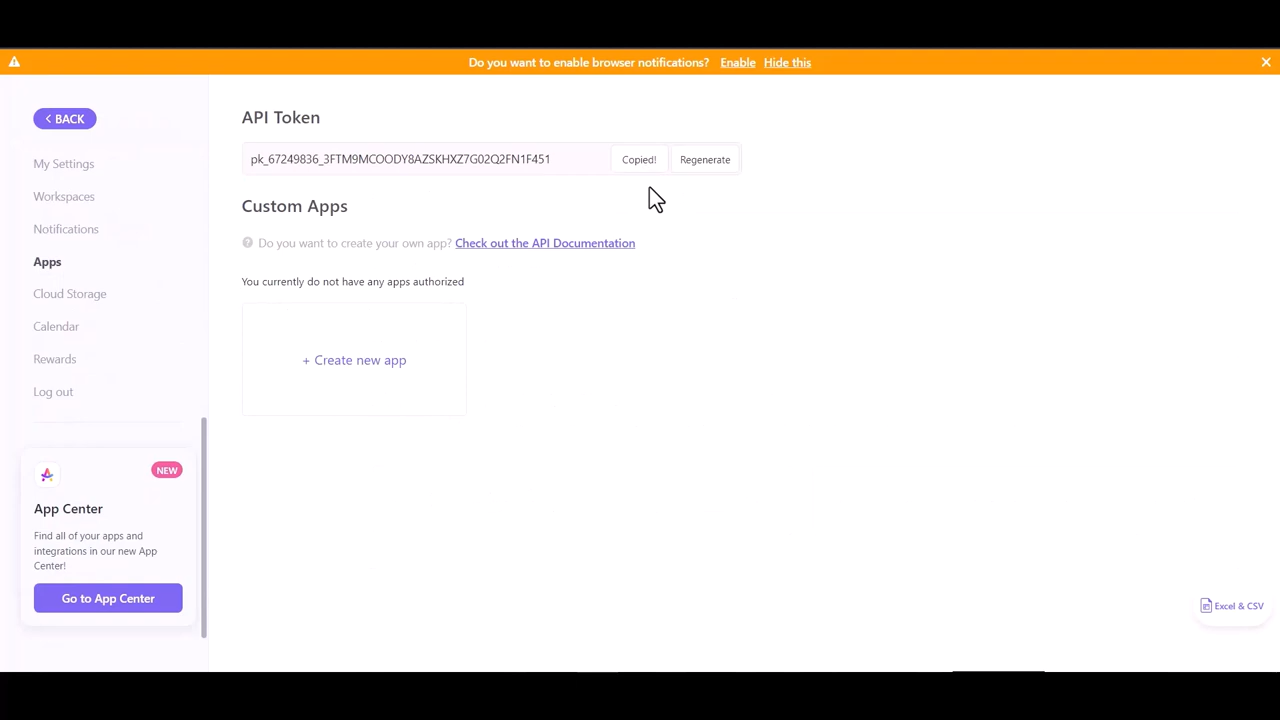 Do you want to enable browser notifications? Enable Hide this
BACK
My Settings
Workspaces
Notifications
Apps
Cloud Storage
Calendar
Rewards
Log out
NEW
App Center
Find all of your apps and
integrations in our new App
Center!
Go to App Center
API Token
pk_67249836_3FTM9MCOODY8AZSKHXZ7G02Q2FN1F451 Copied! Regenerate
Custom Apps
Do you want to create your own app? Check out the API Documentation
You currently do not have any apps authorized
+ Create new app
Excel & CSV